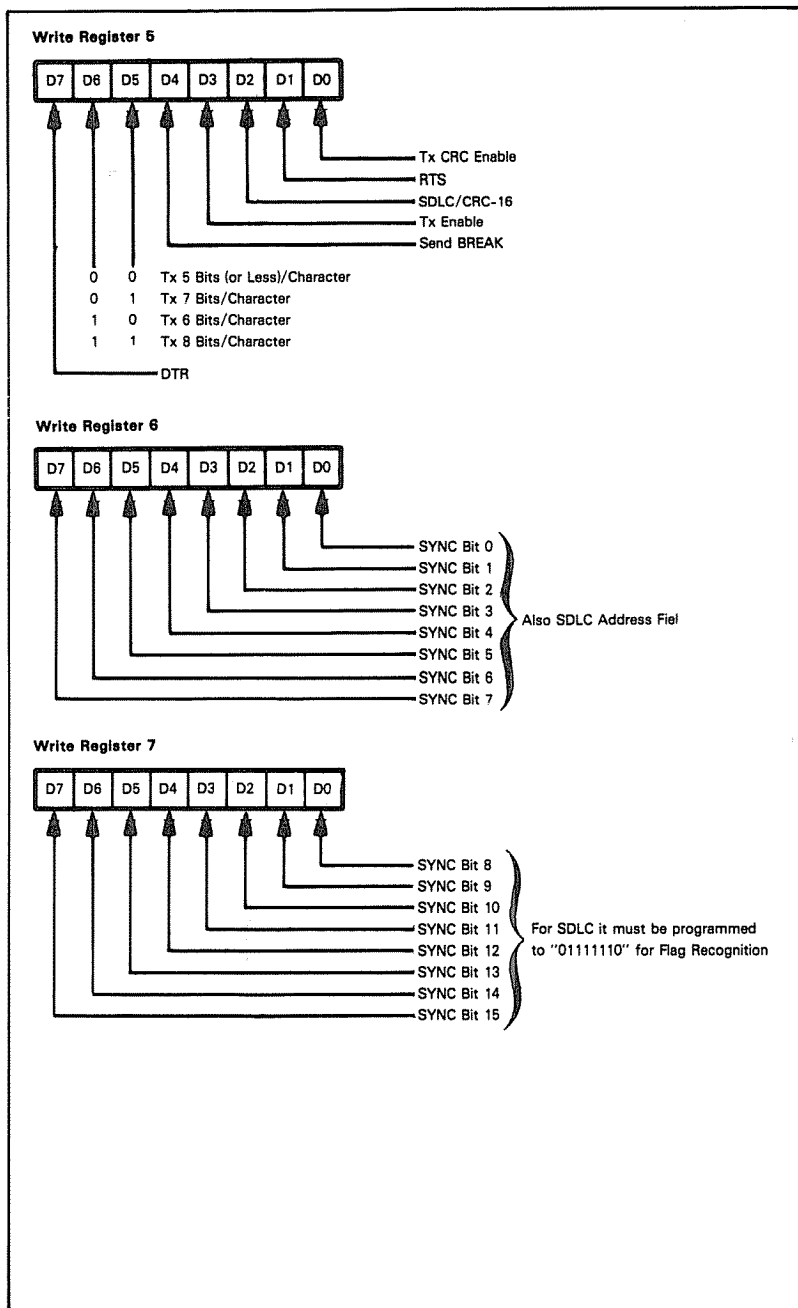 Write Register 5
D7 D6 D5 D4 D3 D2 D1 D0
Tx CRC Enable
RTS
SDLC/CRC-16
Tx Enable
Send BREAK
0 0 Tx 5 Bits (or Less)/Character
0 1 Tx 7 Bits/Character
1 0 Tx 6 Bits/Character
1 1 Tx 8 Bits/Character
DTR
Write Register 6
D7 D6 D5 D4 D3 D2 D1 D0
SYNC Bit 0
SYNC Bit 1
SYNC Bit 2
SYNC Bit 3
SYNC Bit 4
Also SDLC Address Fiel
SYNC Bit 5
SYNC Bit 6
SYNC Bit 7
Write Register 7
D7 D6 D5 D4 D3 D2 D1 D0
SYNC Bit 8
SYNC Bit 9
SYNC Bit 10
SYNC Bit 11
For SDLC it must be programmed
to "01111110" for Flag Recognition
SYNC Bit 12
SYNC Bit 13
SYNC Bit 14
SYNC Bit 15